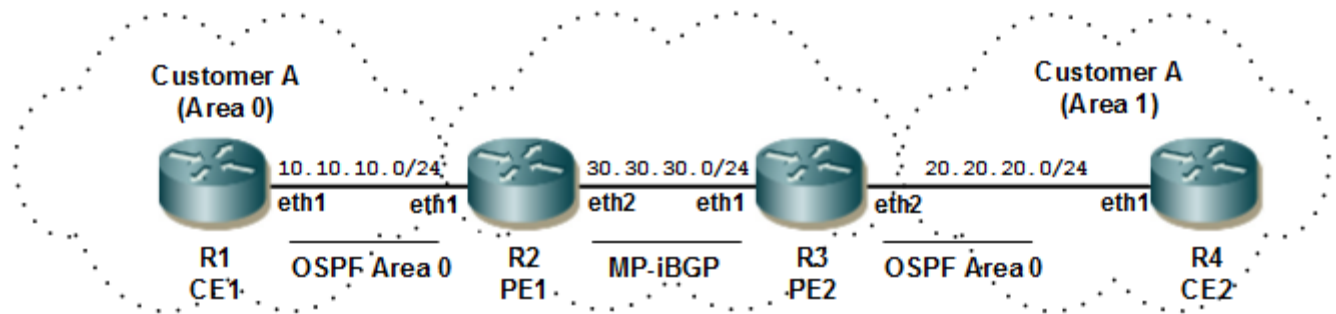 Customer A
(Area 0)
Customer A
(Area 1)
10.10.10.0/24
30.30.30.0/24
20.20.20.0/24
eth1
eth1
eth2
eth1
eth2
eth1
R1
CE1
OSPF Area 0
R2
PE1
MP-iBGP
R3
PE2
OSPF Area 0
R4
CE2